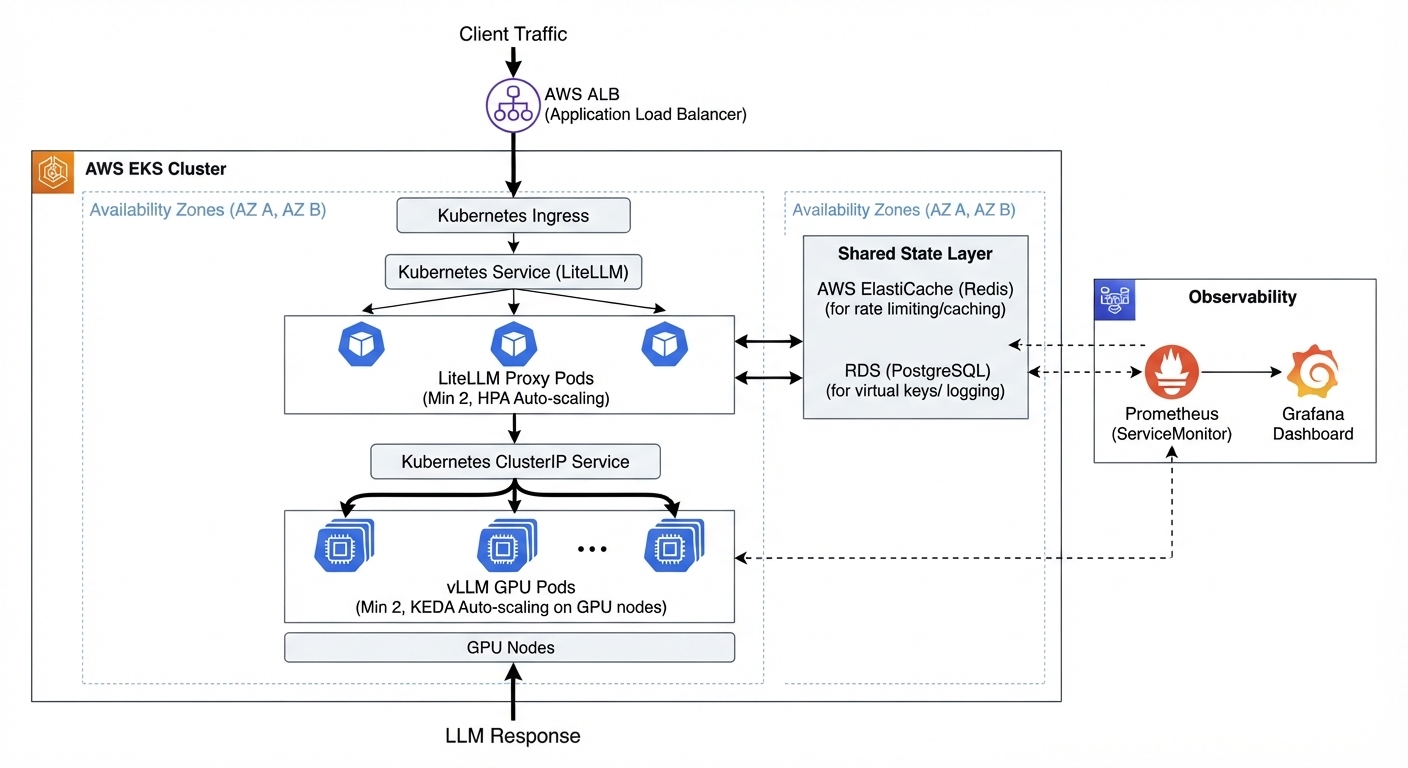 Client Traffic
AWS ALB
(Application Load Balancer)
AWS EKS Cluster
Availability Zones (AZ A, AZ B)
Kubernetes Ingress
Kubernetes Service (LiteLLM)
LiteLLM Proxy Pods
(Min 2, HPA Auto-scaling)
Kubernetes ClusterIP Service
...
vLLM GPU Pods
(Min 2, KEDA Auto-scaling on GPU nodes)
GPU Nodes
LLM Response
Availability Zones (AZ A, AZ B)
Shared State Layer
AWS ElastiCache (Redis)
(for rate limiting/caching)
RDS (PostgreSQL)
(for virtual keys/ logging)
Observability
Prometheus
(ServiceMonitor)
Grafana
Dashboard